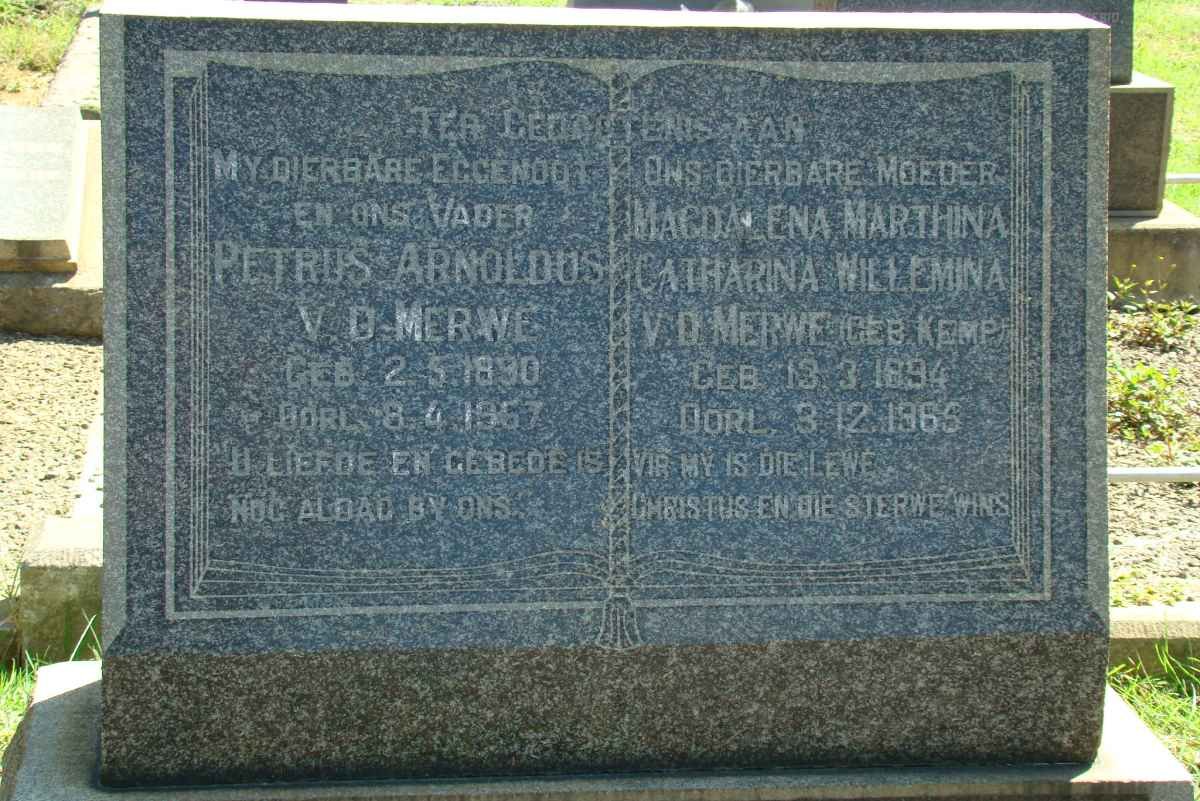 TER GEDAGTENIS AAN
MY DIERBARE EGGENOOT
EN ONS VADER
PETRUS ARNOLDUS
V. D. MERWE
GEB. 2.5.1890
OORL. 8.4.1957
U LIEFDE EN GEBEDE IS
NOG ALOAD BY ONS.
ONS DIERBARE MOEDER
MAGDALENA MARTHINA
CATHARINA WILLEMINA
V. D. MERWE (GEB. KEMP)
GEB. 13.3.1894
OORL. 3.12.1965
VIR MY IS DIE LEWE
CHRISTUS EN DIE STERWE WINS